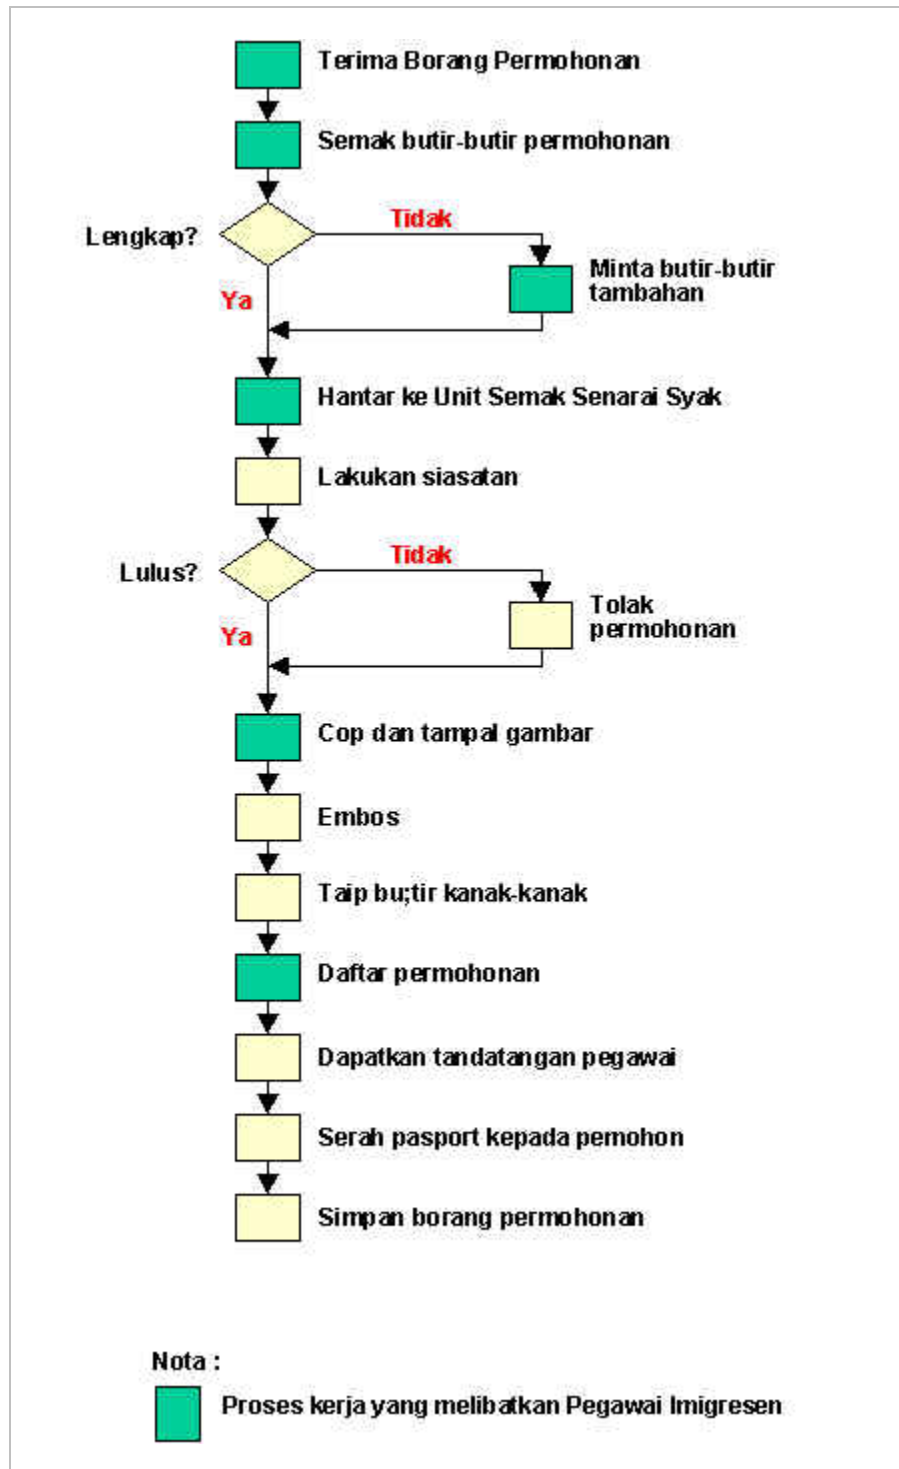 Terima Borang Permohonan
Semak butir-butir permohonan
Lengkap?
Tidak
Minta butir-butir
tambahan
Ya
Hantar ke Unit Semak Senarai Syak
Lakukan siasatan
Lulus?
Tidak
Tolak
permohonan
Ya
Cop dan tampal gambar
Embos
Taip bu;tir kanak-kanak
Daftar permohonan
Dapatkan tandatangan pegawai
Serah pasport kepada pemohon
Simpan borang permohonan
Nota :
Proses kerja yang melibatkan Pegawai Imigresen